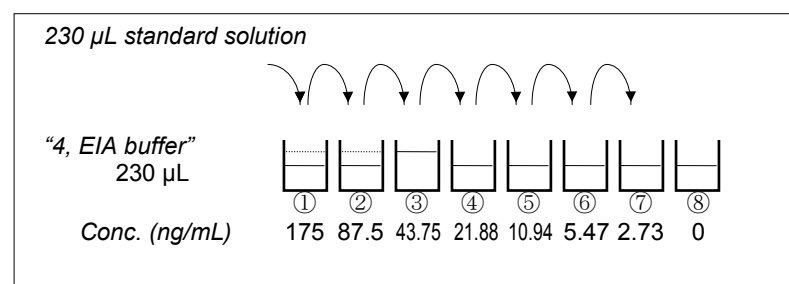 230 µL standard solution
“4, EIA buffer”
230 µL
① ② ③ ④ ⑤ ⑥ ⑦ ⑧
Conc. (ng/mL) 175 87.5 43.75 21.88 10.94 5.47 2.73 0